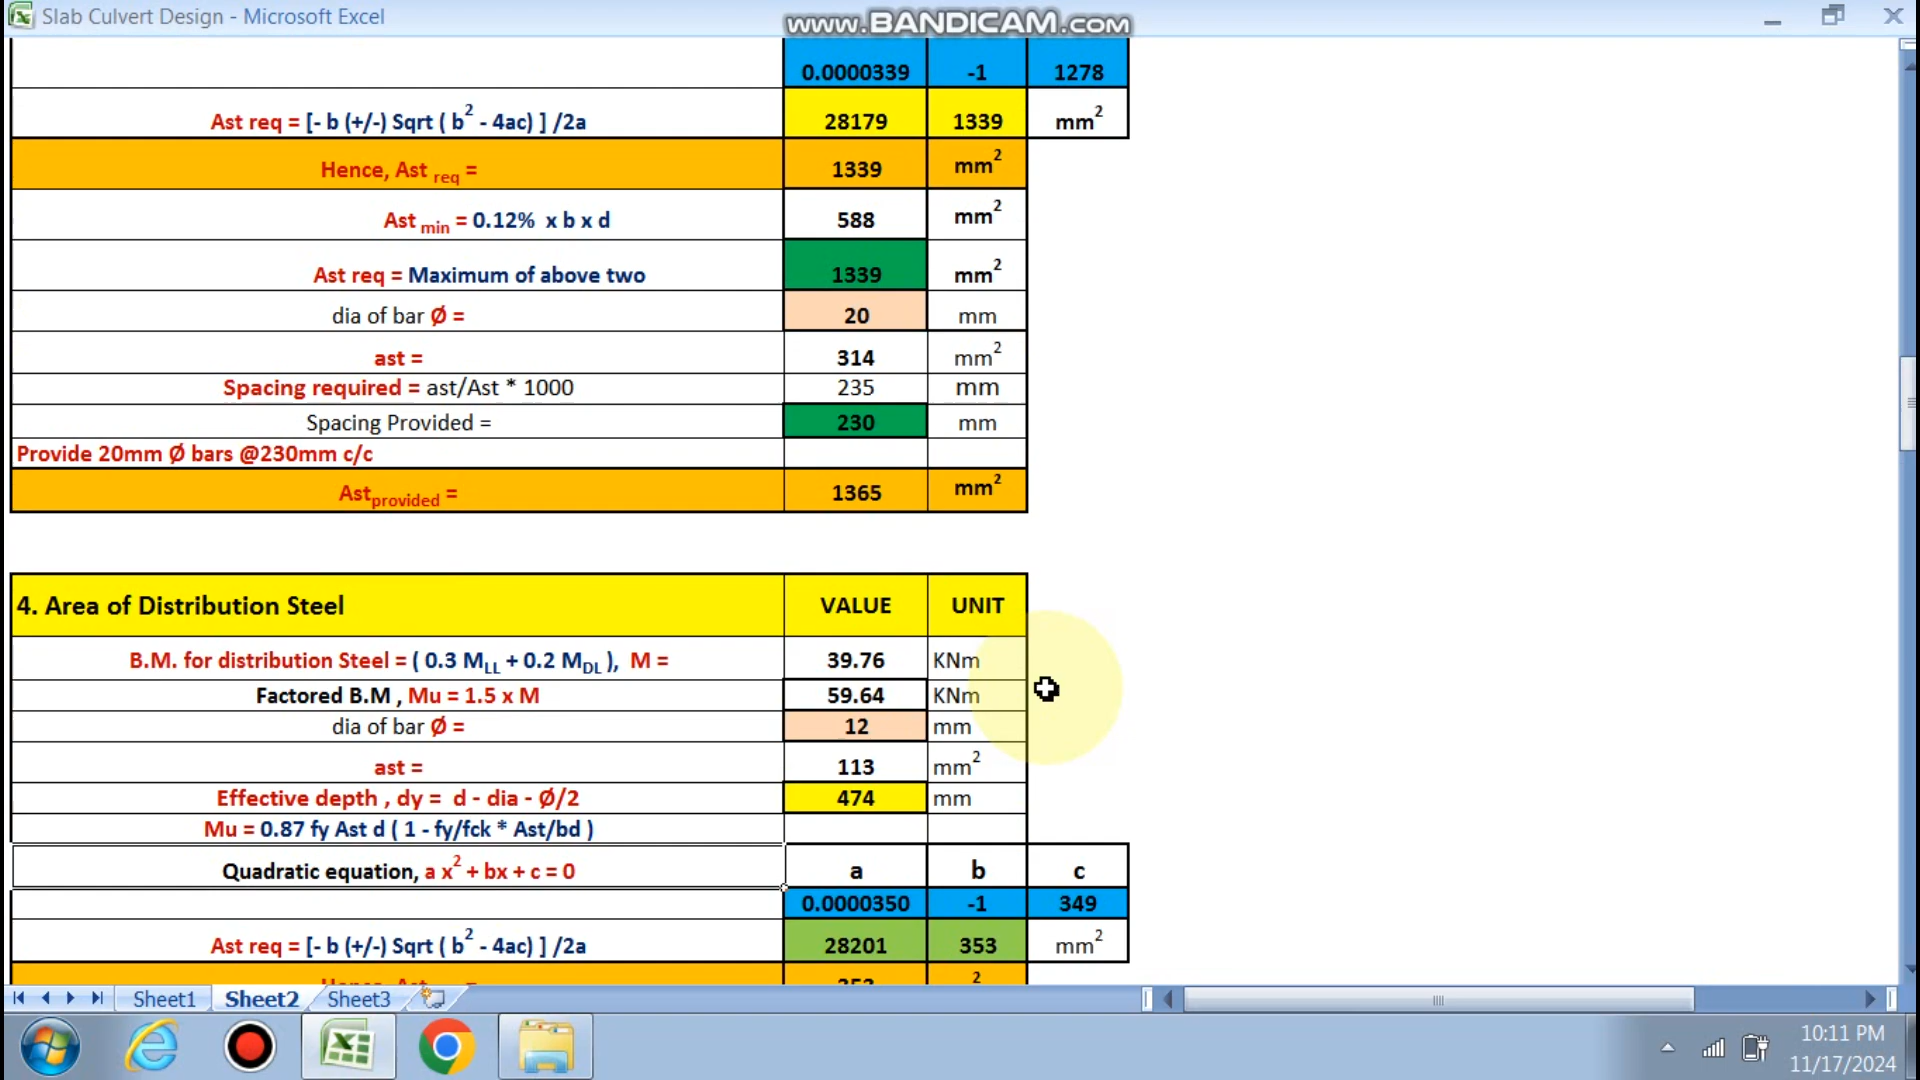 Slab Culvert Design - Microsoft Excel
www.BANDICAM.com
0.0000339 -1 1278
Ast req = [- b (+/-) Sqrt ( b2 - 4ac) ] /2a 28179 1339 mm2
Hence, Ast req = 1339 mm2
Ast min = 0.12% x b x d 588 mm2
Ast req = Maximum of above two 1339 mm2
dia of bar Ø = 20 mm
ast = 314 mm2
Spacing required = ast/Ast * 1000 235 mm
Spacing Provided = 230 mm
Provide 20mm Ø bars @230mm c/c
Astprovided = 1365 mm2
4. Area of Distribution Steel VALUE UNIT
B.M. for distribution Steel = ( 0.3 MLL + 0.2 MDL ), M = 39.76 KNm
Factored B.M , Mu = 1.5 x M 59.64 KNm
dia of bar Ø = 12 mm
ast = 113 mm2
Effective depth , dy = d - dia - Ø/2 474 mm
Mu = 0.87 fy Ast d ( 1 - fy/fck * Ast/bd )
Quadratic equation, a x2 + bx + c = 0 a b c
0.0000350 -1 349
Ast req = [- b (+/-) Sqrt ( b2 - 4ac) ] /2a 28201 353 mm2
Sheet1 Sheet2 Sheet3
10:11 PM
11/17/2024